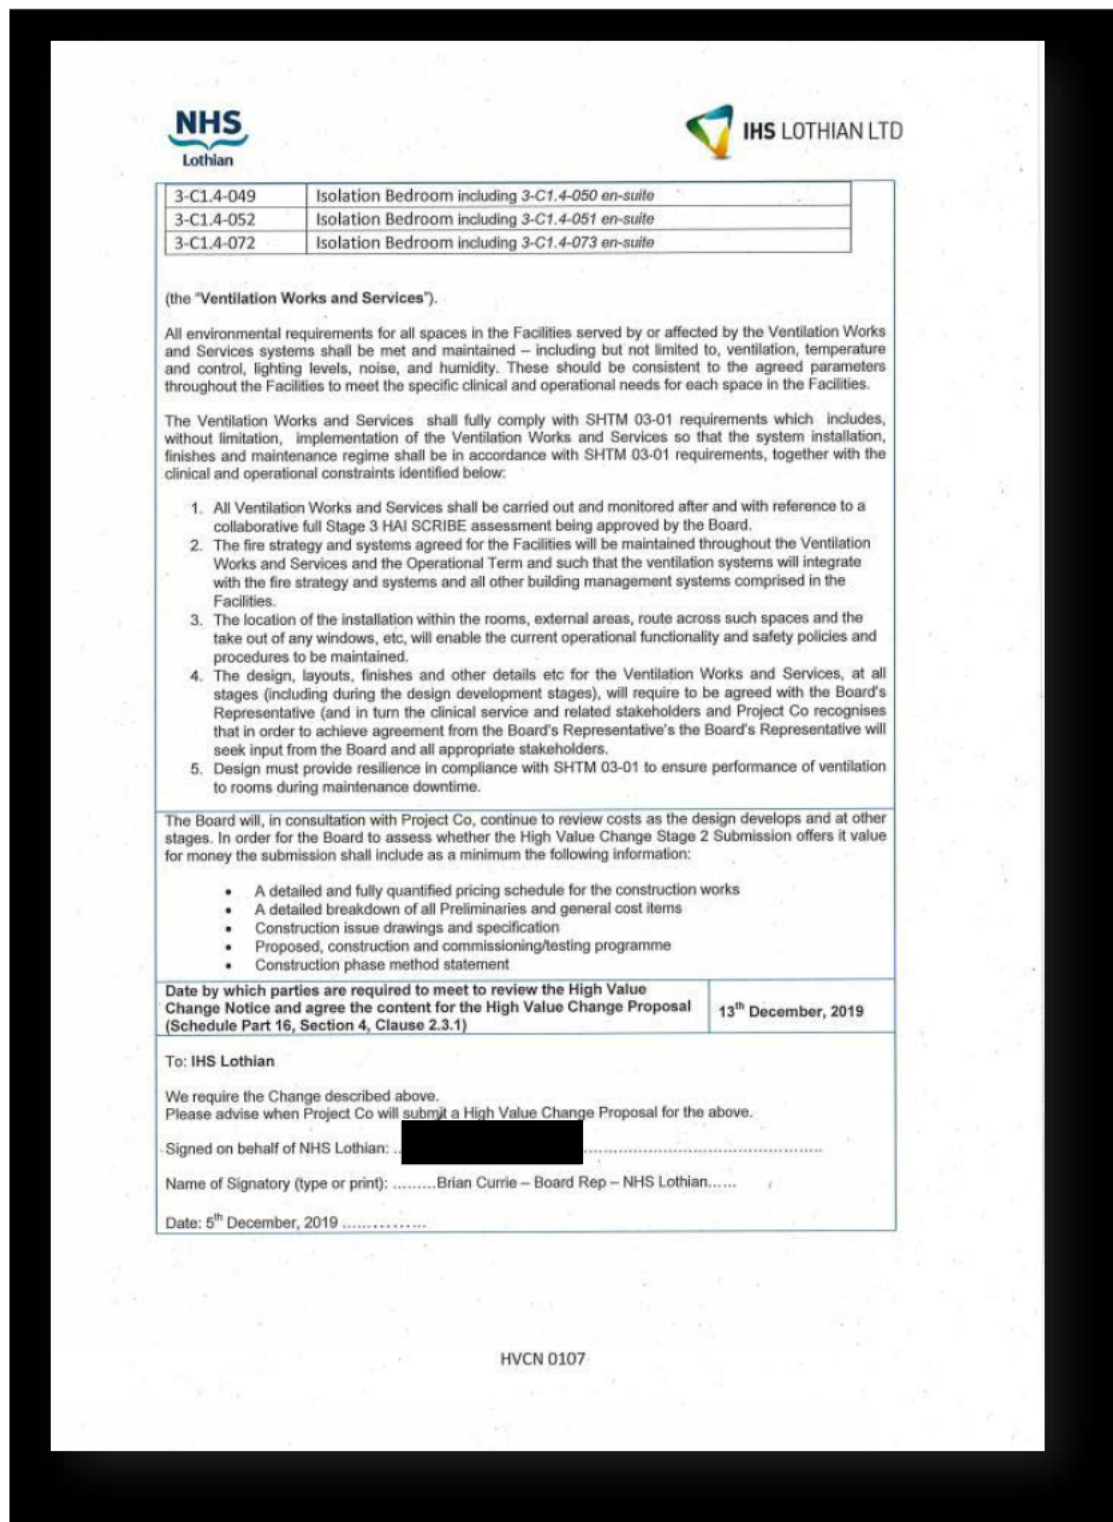 NHS
Lothian
IHS LOTHIAN LTD
3-C1.4-049 Isolation Bedroom including 3-C1.4-050 en-suite
3-C1.4-052 Isolation Bedroom including 3-C1.4-051 en-suite
3-C1.4-072 Isolation Bedroom including 3-C1.4-073 en-suite
(the "Ventilation Works and Services").
All environmental requirements for all spaces in the Facilities served by or affected by the Ventilation Works
and Services systems shall be met and maintained – including but not limited to, ventilation, temperature
and control, lighting levels, noise, and humidity. These should be consistent to the agreed parameters
throughout the Facilities to meet the specific clinical and operational needs for each space in the Facilities.
The Ventilation Works and Services shall fully comply with SHTM 03-01 requirements which includes,
without limitation, implementation of the Ventilation Works and Services so that the system installation,
finishes and maintenance regime shall be in accordance with SHTM 03-01 requirements, together with the
clinical and operational constraints identified below:
1. All Ventilation Works and Services shall be carried out and monitored after and with reference to a
collaborative full Stage 3 HAI SCRIBE assessment being approved by the Board.
2. The fire strategy and systems agreed for the Facilities will be maintained throughout the Ventilation
Works and Services and the Operational Term and such that the ventilation systems will integrate
with the fire strategy and systems and all other building management systems comprised in the
Facilities.
3. The location of the installation within the rooms, external areas, route across such spaces and the
take out of any windows, etc, will enable the current operational functionality and safety policies and
procedures to be maintained.
4. The design, layouts, finishes and other details etc for the Ventilation Works and Services, at all
stages (including during the design development stages), will require to be agreed with the Board's
Representative (and in turn the clinical service and related stakeholders and Project Co recognises
that in order to achieve agreement from the Board's Representative's the Board's Representative will
seek input from the Board and all appropriate stakeholders.
5. Design must provide resilience in compliance with SHTM 03-01 to ensure performance of ventilation
to rooms during maintenance downtime.
The Board will, in consultation with Project Co, continue to review costs as the design develops and at other
stages. In order for the Board to assess whether the High Value Change Stage 2 Submission offers it value
for money the submission shall include as a minimum the following information:
• A detailed and fully quantified pricing schedule for the construction works
• A detailed breakdown of all Preliminaries and general cost items
• Construction issue drawings and specification
• Proposed, construction and commissioning/testing programme
• Construction phase method statement
Date by which parties are required to meet to review the High Value
Change Notice and agree the content for the High Value Change Proposal
(Schedule Part 16, Section 4, Clause 2.3.1)
13th December, 2019
To: IHS Lothian
We require the Change described above.
Please advise when Project Co will submit a High Value Change Proposal for the above.
Signed on behalf of NHS Lothian: ..
Name of Signatory (type or print): .........Brian Currie – Board Rep – NHS Lothian......
Date: 5th December, 2019 ...............
HVCN 0107